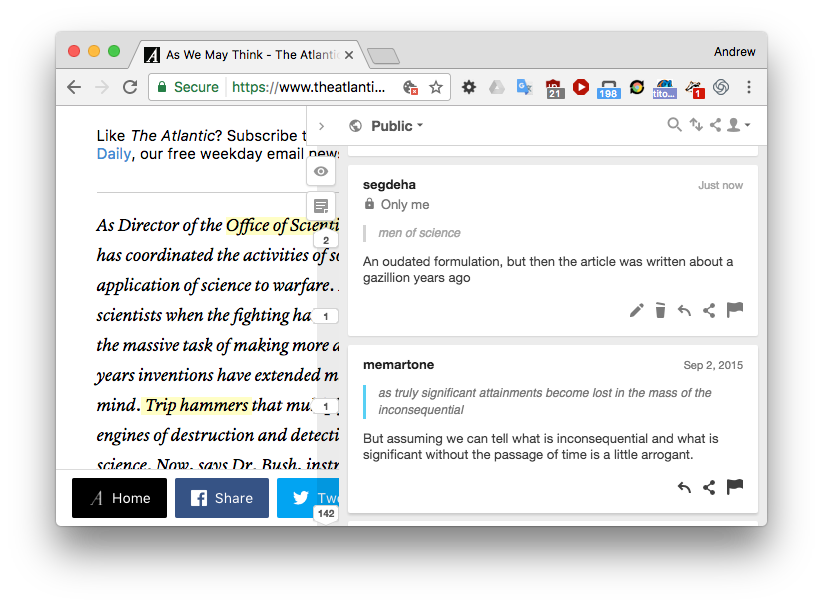 As We May Think - The Atlantic
Andrew
Secure
https://www.theatlanti...
21
198
tito...
1
Like The Atlantic? Subscribe t
Daily, our free weekday email news
Public
segdeha
Just now
Only me
men of science
An oudated formulation, but then the article was written about a
gazillion years ago
As Director of the Office of Scienti
has coordinated the activities of so
application of science to warfare.
scientists when the fighting ha
the massive task of making more a
years inventions have extended m
mind. Trip hammers that mul
engines of destruction and detecti
science. Now, says Dr. Bush, instr
2
1
1
142
memartone
Sep 2, 2015
as truly significant attainments become lost in the mass of the
inconsequential
But assuming we can tell what is inconsequential and what is
significant without the passage of time is a little arrogant.
A Home
Share
Twe